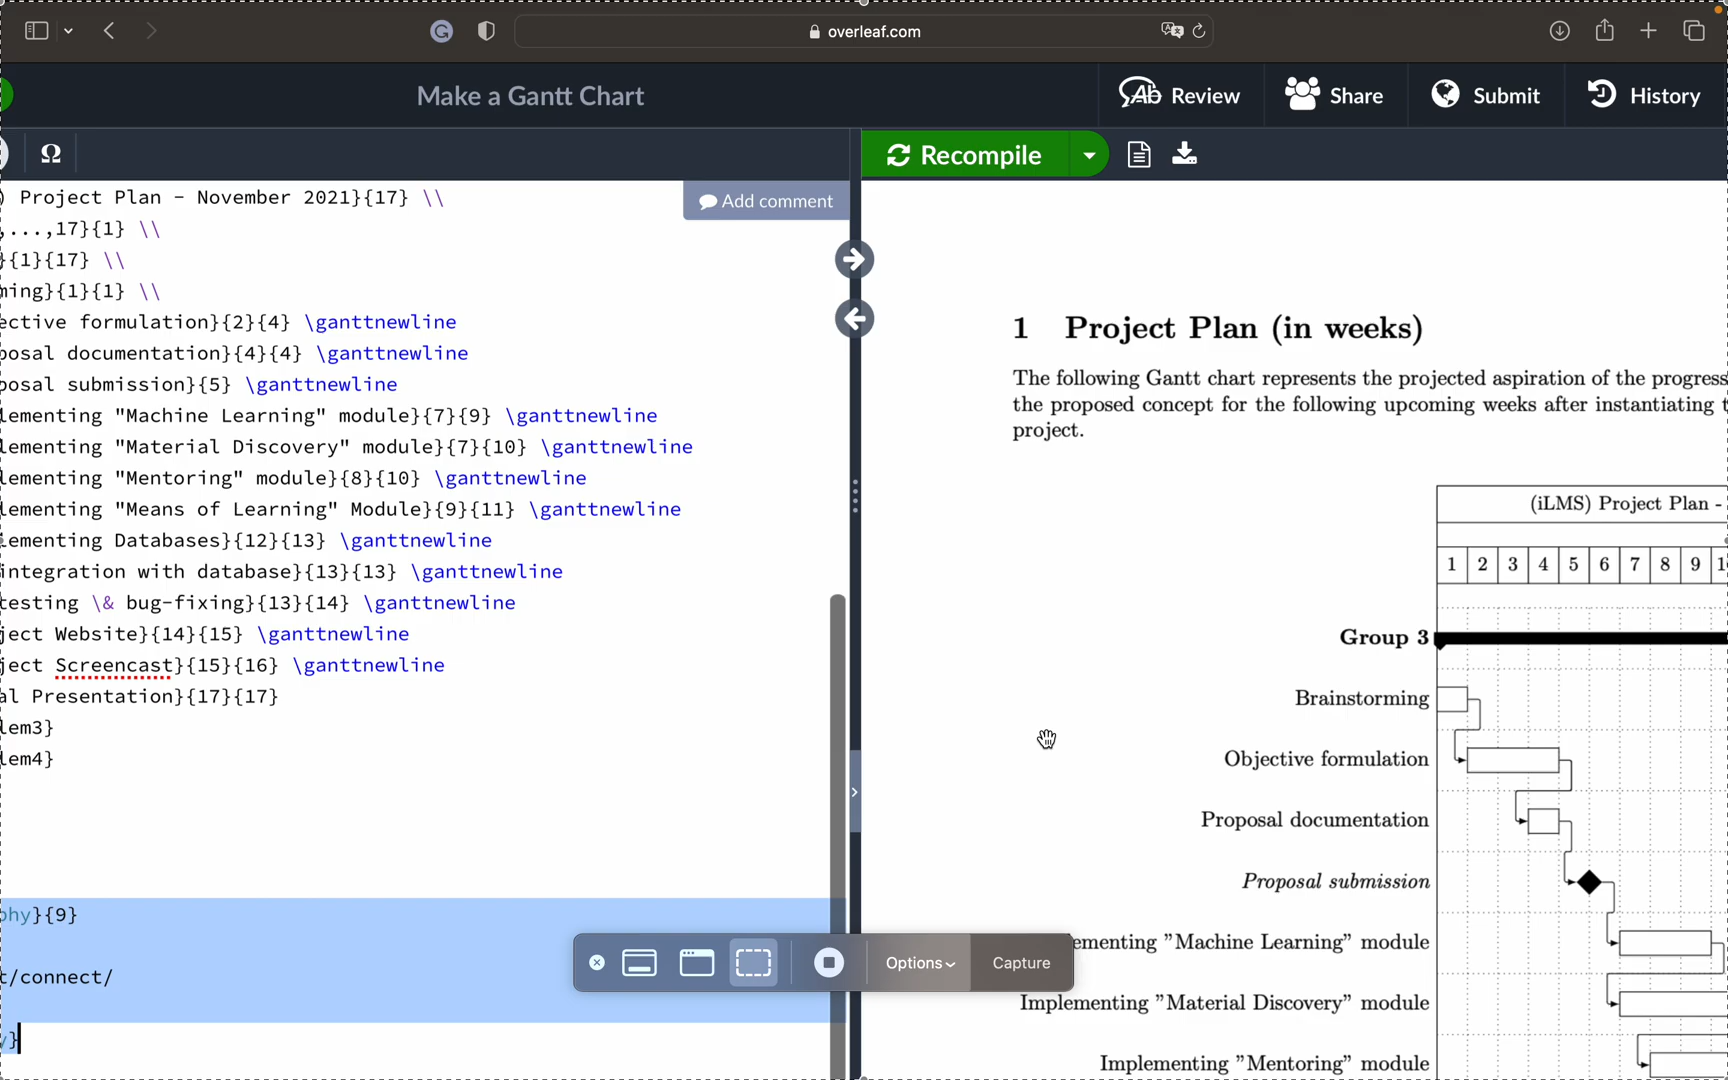 overleaf.com
Make a Gantt Chart
Review
Share
Submit
History
Ω
Recompile
) Project Plan - November 2021}{17} \\
,...,17}{1} \\
}{1}{17} \\
ming}{1}{1} \\
ective formulation}{2}{4} \ganttnewline
posal documentation}{4}{4} \ganttnewline
posal submission}{5} \ganttnewline
lementing "Machine Learning" module}{7}{9} \ganttnewline
lementing "Material Discovery" module}{7}{10} \ganttnewline
lementing "Mentoring" module}{8}{10} \ganttnewline
lementing "Means of Learning" Module}{9}{11} \ganttnewline
lementing Databases}{12}{13} \ganttnewline
integration with database}{13}{13} \ganttnewline
testing \& bug-fixing}{13}{14} \ganttnewline
ject Website}{14}{15} \ganttnewline
ject Screencast}{15}{16} \ganttnewline
al Presentation}{17}{17}
lem3}
lem4}
phy}{9}
t/connect/
y}
Add comment
1 Project Plan (in weeks)
The following Gantt chart represents the projected aspiration of the progress
the proposed concept for the following upcoming weeks after instantiating t
project.
(iLMS) Project Plan -
1 2 3 4 5 6 7 8 9 1
Group 3
Brainstorming
Objective formulation
Proposal documentation
Proposal submission
ementing "Machine Learning" module
Implementing "Material Discovery" module
Implementing "Mentoring" module
Options
Capture